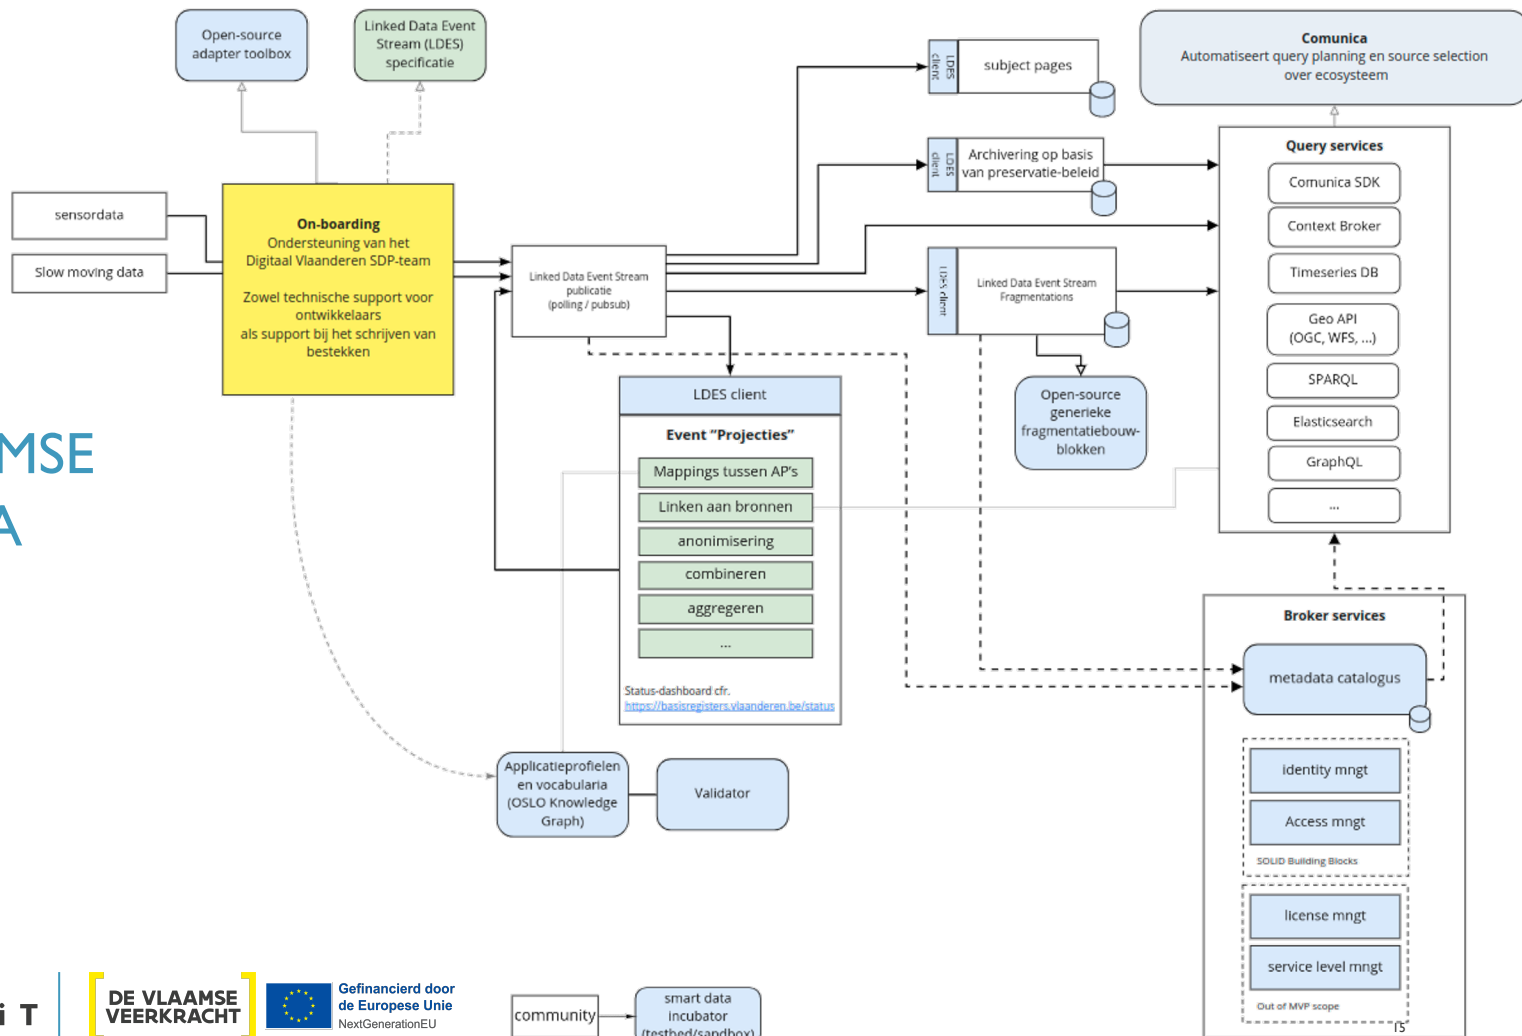 Open-source
adapter toolbox
Linked Data Event
Stream (LDES)
specificatie
LDES client
subject pages
Comunica
Automatiseert query planning en source selection
over ecosysteem
sensordata
Slow moving data
On-boarding
Ondersteuning van het
Digitaal Vlaanderen SDP-team
Zowel technische support voor
ontwikkelaars
als support bij het schrijven van
bestekken
Linked Data Event Stream
publicatie
(polling / pubsub)
LDES client
Archivering op basis
van preservatie-beleid
LDES client
Linked Data Event Stream
Fragmentations
Open-source
generieke
fragmentatiebouw-
blokken
Query services
Comunica SDK
Context Broker
Timeseries DB
Geo API
(OGC, WFS, ...)
SPARQL
Elasticsearch
GraphQL
...
MSE
A
LDES client
Event “Projecties”
Mappings tussen AP's
Linken aan bronnen
anonimisering
combineren
aggregeren
...
Status-dashboard cfr.
https://basisregisters.vlaanderen.be/status
Applicatieprofielen
en vocabularia
(OSLO Knowledge
Graph)
Validator
Broker services
metadata catalogus
identity mngt
Access mngt
SOLID Building Blocks
license mngt
service level mngt
Out of MVP scope
15
i T
DE VLAAMSE
VEERKRACHT
Gefinancierd door
de Europese Unie
NextGenerationEU
community
smart data
incubator
(testbed/sandbox)